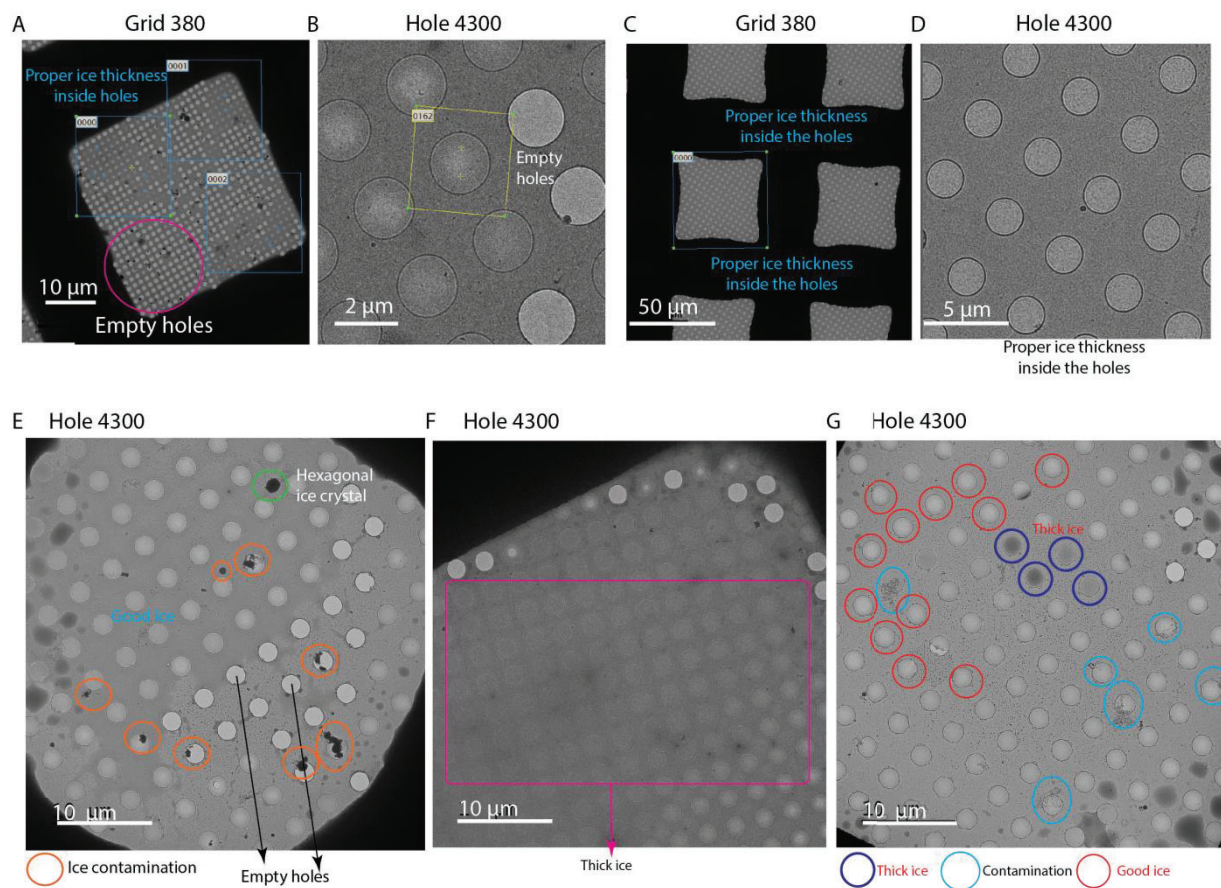 A
Grid 380
B
Hole 4300
C
Grid 380
D
Hole 4300
Proper ice thickness
inside holes
0001
0000
0002
10 µm
Empty holes
0162
Empty
holes
2 µm
Proper ice thickness
inside the holes
0000
Proper ice thickness
inside the holes
50 µm
5 µm
Proper ice thickness
inside the holes
E
Hole 4300
F
Hole 4300
G
Hole 4300
Hexagonal
ice crystal
Good ice
10 µm
Ice contamination
Empty holes
10 µm
Thick ice
Thick ice
10 µm
Thick ice
Contamination
Good ice